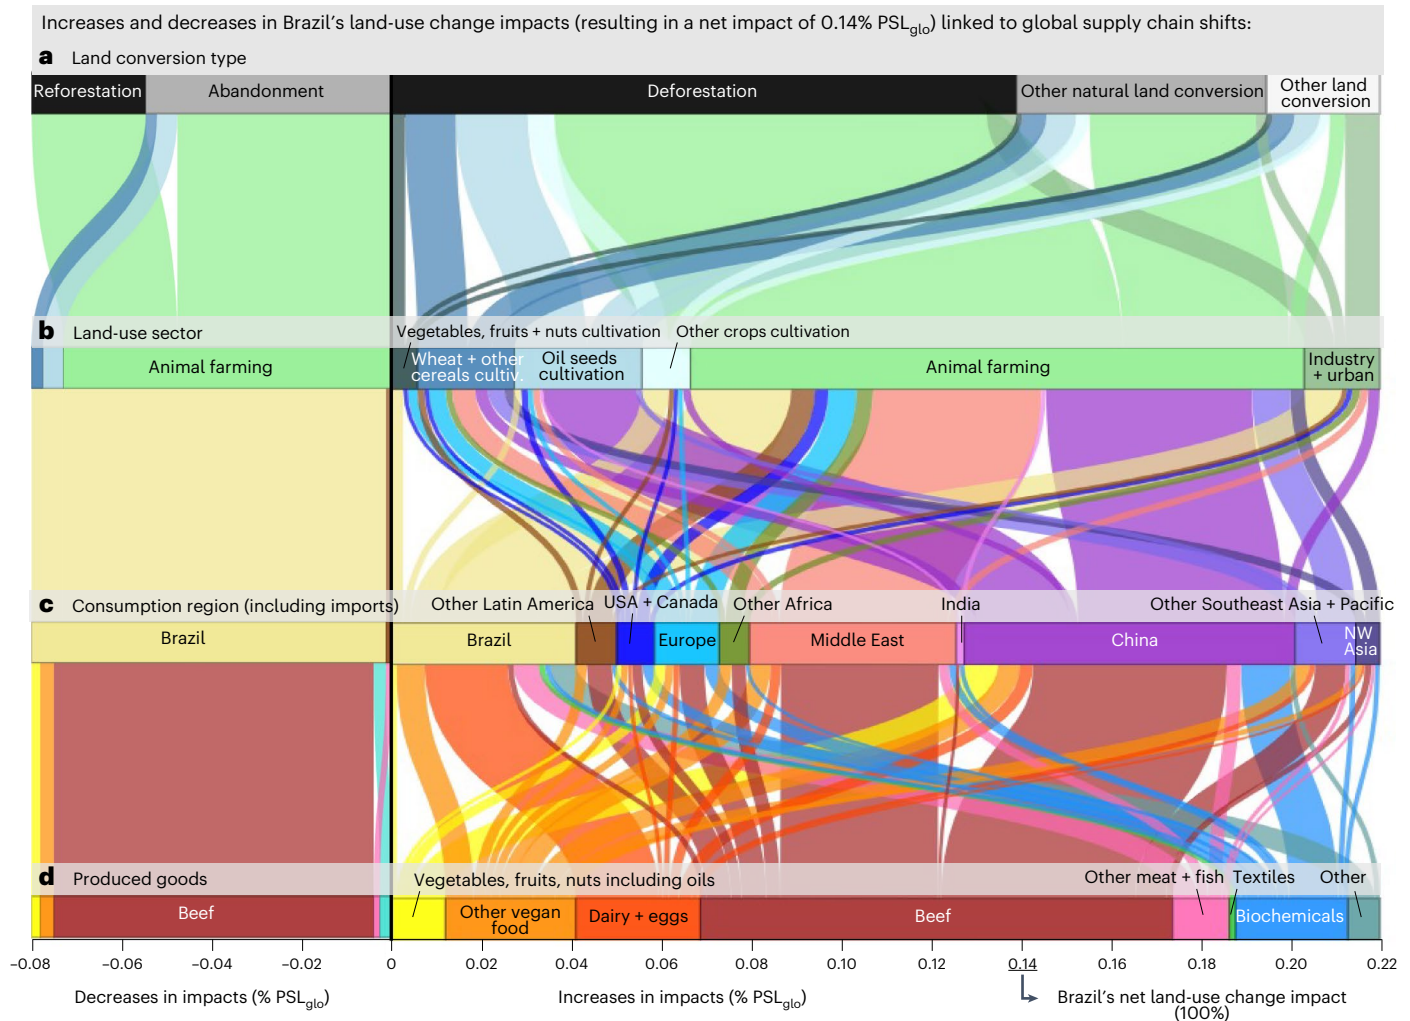 Increases and decreases in Brazil’s land-use change impacts (resulting in a net impact of 0.14% PSLglo) linked to global supply chain shifts:
a Land conversion type
Reforestation Abandonment Deforestation Other natural land conversion Other land
conversion
b Land-use sector Vegetables, fruits + nuts cultivation Other crops cultivation
Animal farming Wheat + other
cereals cultiv. Oil seeds
cultivation Animal farming Industry
+ urban
c Consumption region (including imports) Other Latin America USA + Canada Other Africa India Other Southeast Asia + Pacific
Brazil Brazil Europe Middle East China NW
Asia
d Produced goods Vegetables, fruits, nuts including oils Other meat + fish Textiles Other
Beef Other vegan
food Dairy + eggs Beef Biochemicals
–0.08 –0.06 –0.04 –0.02 0 0.02 0.04 0.06 0.08 0.10 0.12 0.14 0.16 0.18 0.20 0.22
Decreases in impacts (% PSLglo) Increases in impacts (% PSLglo) Brazil’s net land-use change impact
(100%)